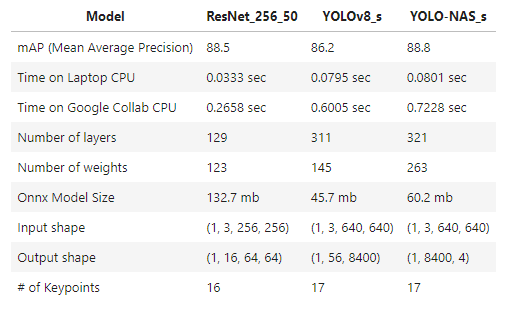 Model ResNet_256_50 YOLOv8_s YOLO-NAS_s
mAP (Mean Average Precision) 88.5 86.2 88.8
Time on Laptop CPU 0.0333 sec 0.0795 sec 0.0801 sec
Time on Google Collab CPU 0.2658 sec 0.6005 sec 0.7228 sec
Number of layers 129 311 321
Number of weights 123 145 263
Onnx Model Size 132.7 mb 45.7 mb 60.2 mb
Input shape (1, 3, 256, 256) (1, 3, 640, 640) (1, 3, 640, 640)
Output shape (1, 16, 64, 64) (1, 56, 8400) (1, 8400, 4)
# of Keypoints 16 17 17